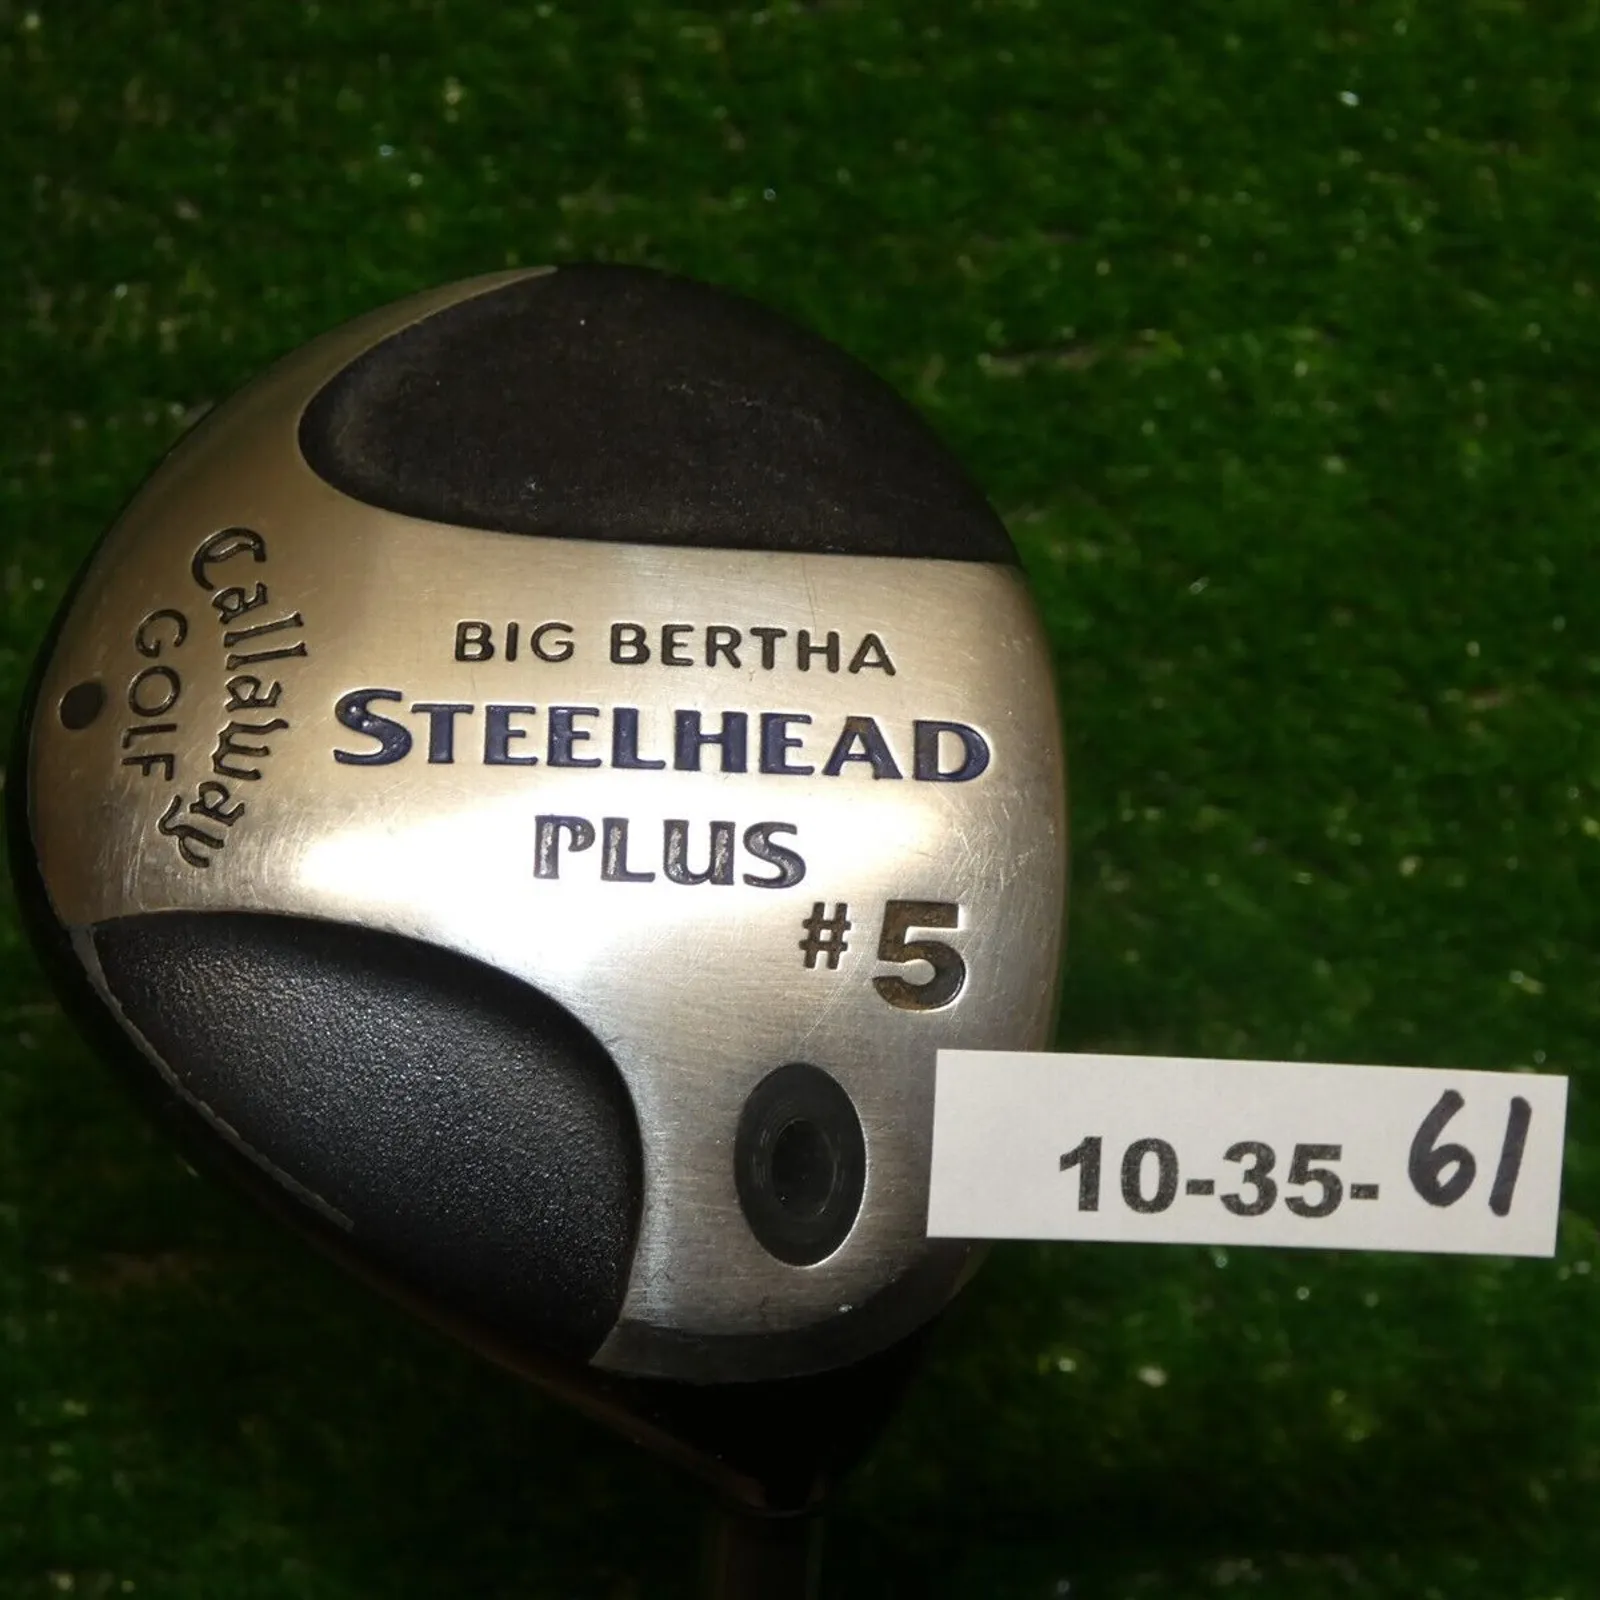 Callaway
GOLF
BIG BERTHA
STEELHEAD
PLUS
#5
10-35-61